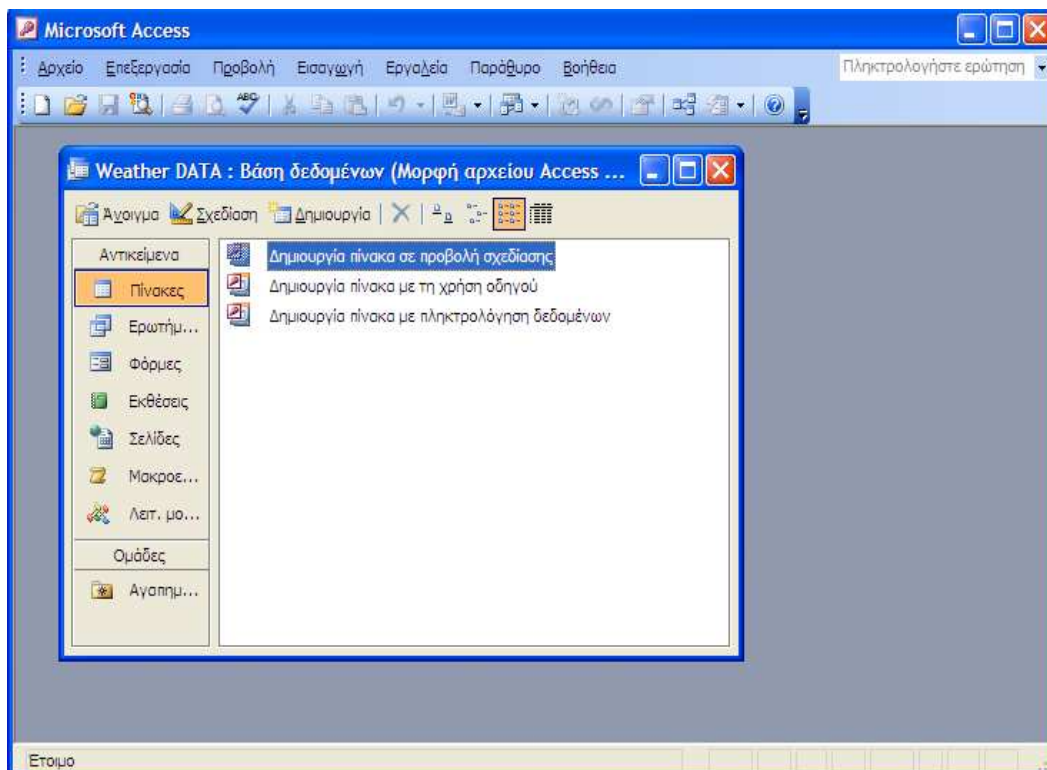 Microsoft Access
Αρχείο Επεξεργασία Προβολή Εισαγωγή Εργαλεία Παράθυρο Βοήθεια Πληκτρολογήστε ερώτηση
ABC
Weather DATA : Βάση δεδομένων (Μορφή αρχείου Access ...
Άνοιγμα Σχεδίαση Δημιουργία
Αντικείμενα
Πίνακες
Ερωτήμ...
Φόρμες
Εκθέσεις
Σελίδες
Μακροε...
Λειτ. μο...
Ομάδες
Αγαπημ...
Δημιουργία πίνακα σε προβολή σχεδίασης
Δημιουργία πίνακα με τη χρήση οδηγού
Δημιουργία πίνακα με πληκτρολόγηση δεδομένων
Έτοιμο